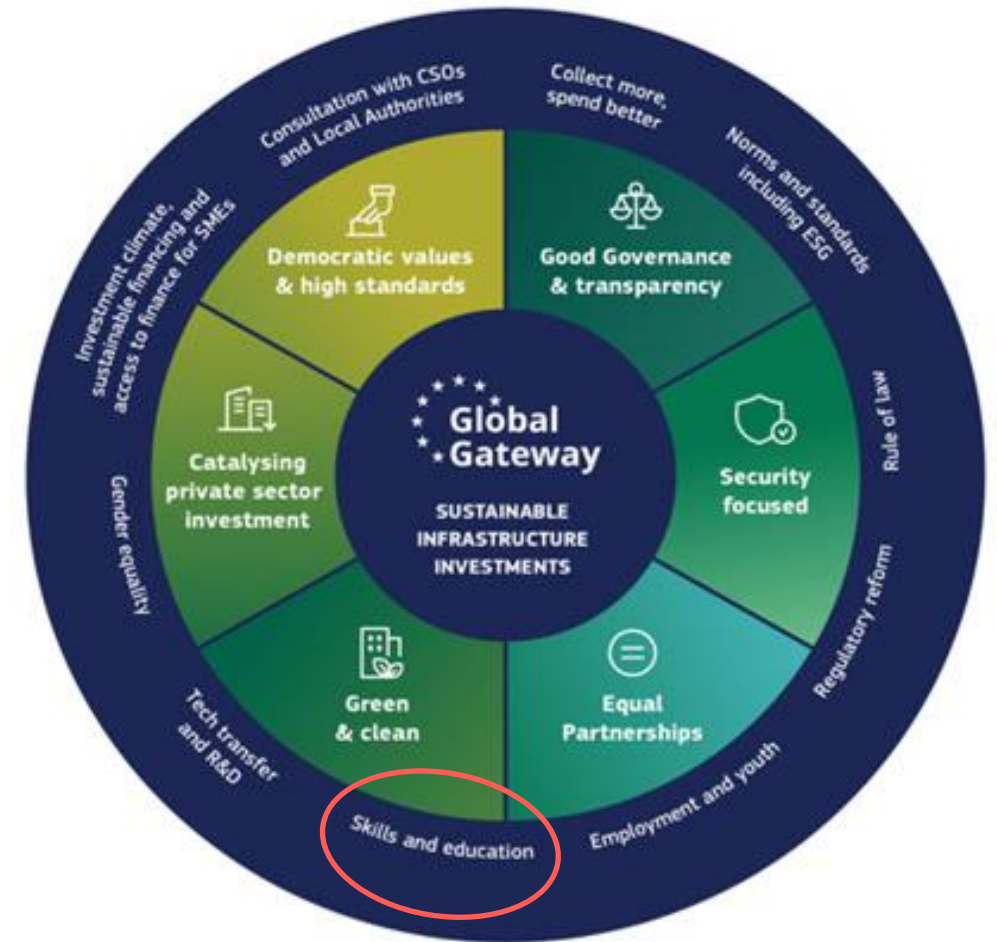 Consultation with CSOs
and Local Authorities
Collect more,
spend better
Norms and standards
including ESG
Rule of law
Regulatory reform
Employment and youth
Skills and education
Tech transfer
and R&D
Gender equality
Investment climate,
sustainable financing and
access to finance for SMEs
Democratic values
& high standards
Good Governance
& transparency
Security
focused
Equal
Partnerships
Green
& clean
Catalysing
private sector
investment
Global
Gateway
SUSTAINABLE
INFRASTRUCTURE
INVESTMENTS